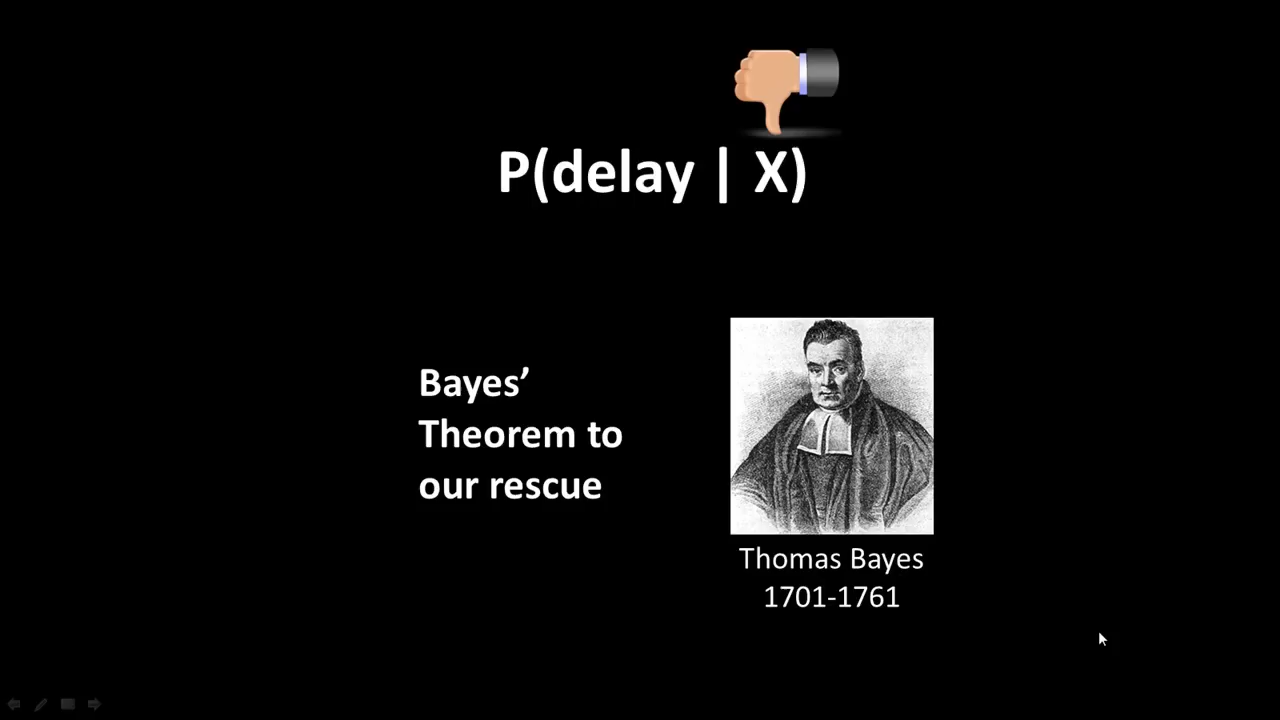 P(delay | X)
Bayes’
Theorem to
our rescue
Thomas Bayes
1701-1761